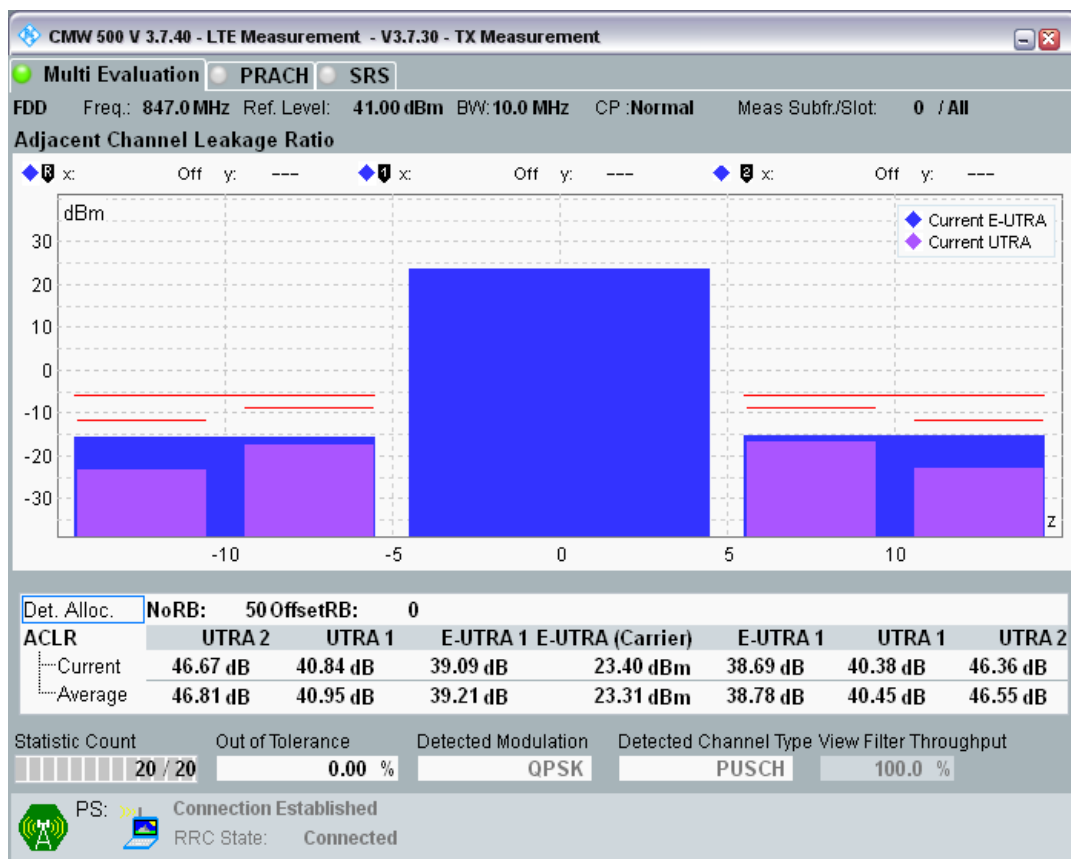 CMW 500 V 3.7.40 - LTE Measurement - V3.7.30 - TX Measurement
Multi Evaluation PRACH SRS
FDD Freq.: 847.0 MHz Ref. Level: 41.00 dBm BW: 10.0 MHz CP :Normal Meas Subfr./Slot: 0 / All
Adjacent Channel Leakage Ratio
R x: Off y: --- 1 x: Off y: --- 2 x: Off y: ---
dBm
Current E-UTRA
Current UTRA
30
20
10
0
-10
-20
-30
z
-10 -5 0 5 10
Det. Alloc. NoRB: 50 OffsetRB: 0
ACLR UTRA 2 UTRA 1 E-UTRA 1 E-UTRA (Carrier) E-UTRA 1 UTRA 1 UTRA 2
Current 46.67 dB 40.84 dB 39.09 dB 23.40 dBm 38.69 dB 40.38 dB 46.36 dB
Average 46.81 dB 40.95 dB 39.21 dB 23.31 dBm 38.78 dB 40.45 dB 46.55 dB
Statistic Count Out of Tolerance Detected Modulation Detected Channel Type View Filter Throughput
20 / 20 0.00 % QPSK PUSCH 100.0 %
PS: Connection Established
RRC State: Connected